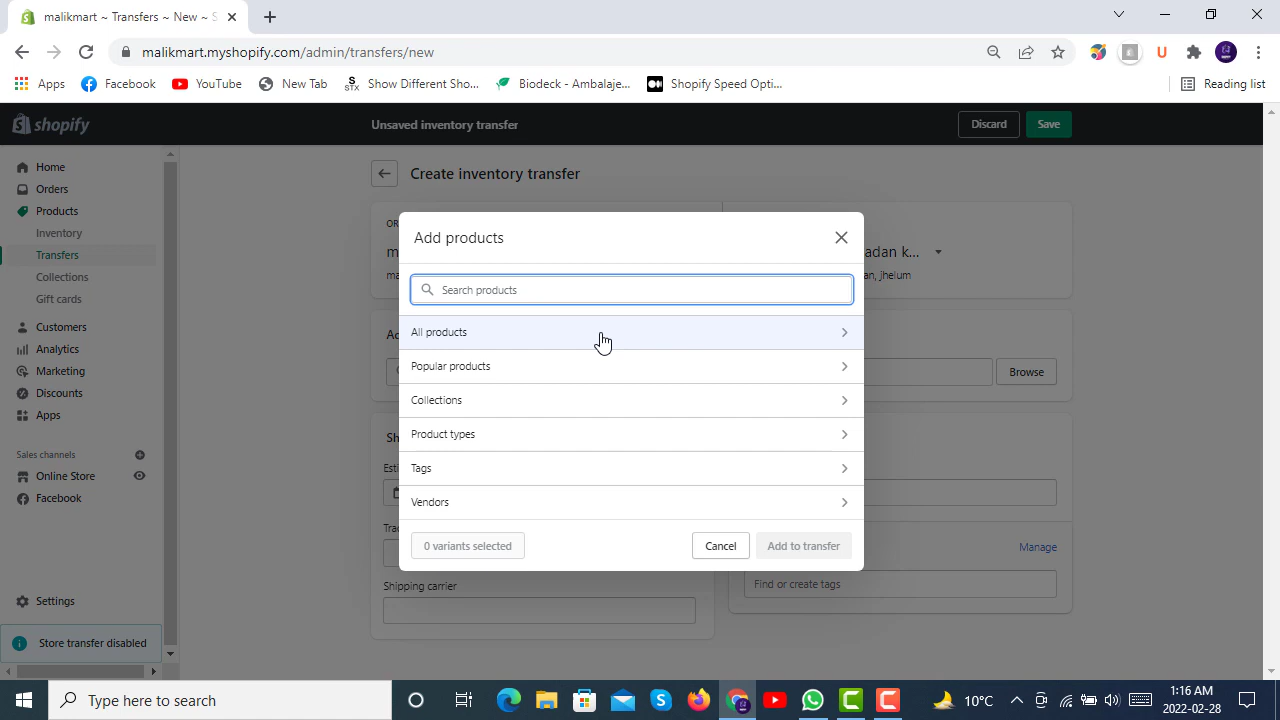 malikmart ~ Transfers ~ New ~ S
malikmart.myshopify.com/admin/transfers/new
Apps
Facebook
YouTube
New Tab
Show Different Sho...
Biodeck - Ambalaje...
Shopify Speed Opti...
Reading list
shopify
Unsaved inventory transfer
Discard
Save
Home
Orders
Products
Inventory
Transfers
Collections
Gift cards
Customers
Analytics
Marketing
Discounts
Apps
Sales channels
Online Store
Facebook
Settings
Store transfer disabled
Create inventory transfer
adan k...
an, jhelum
Add products
Search products
All products
Popular products
Collections
Product types
Tags
Vendors
0 variants selected
Cancel
Add to transfer
Browse
Manage
Find or create tags
Shipping carrier
Type here to search
10°C
1:16 AM
2022-02-28